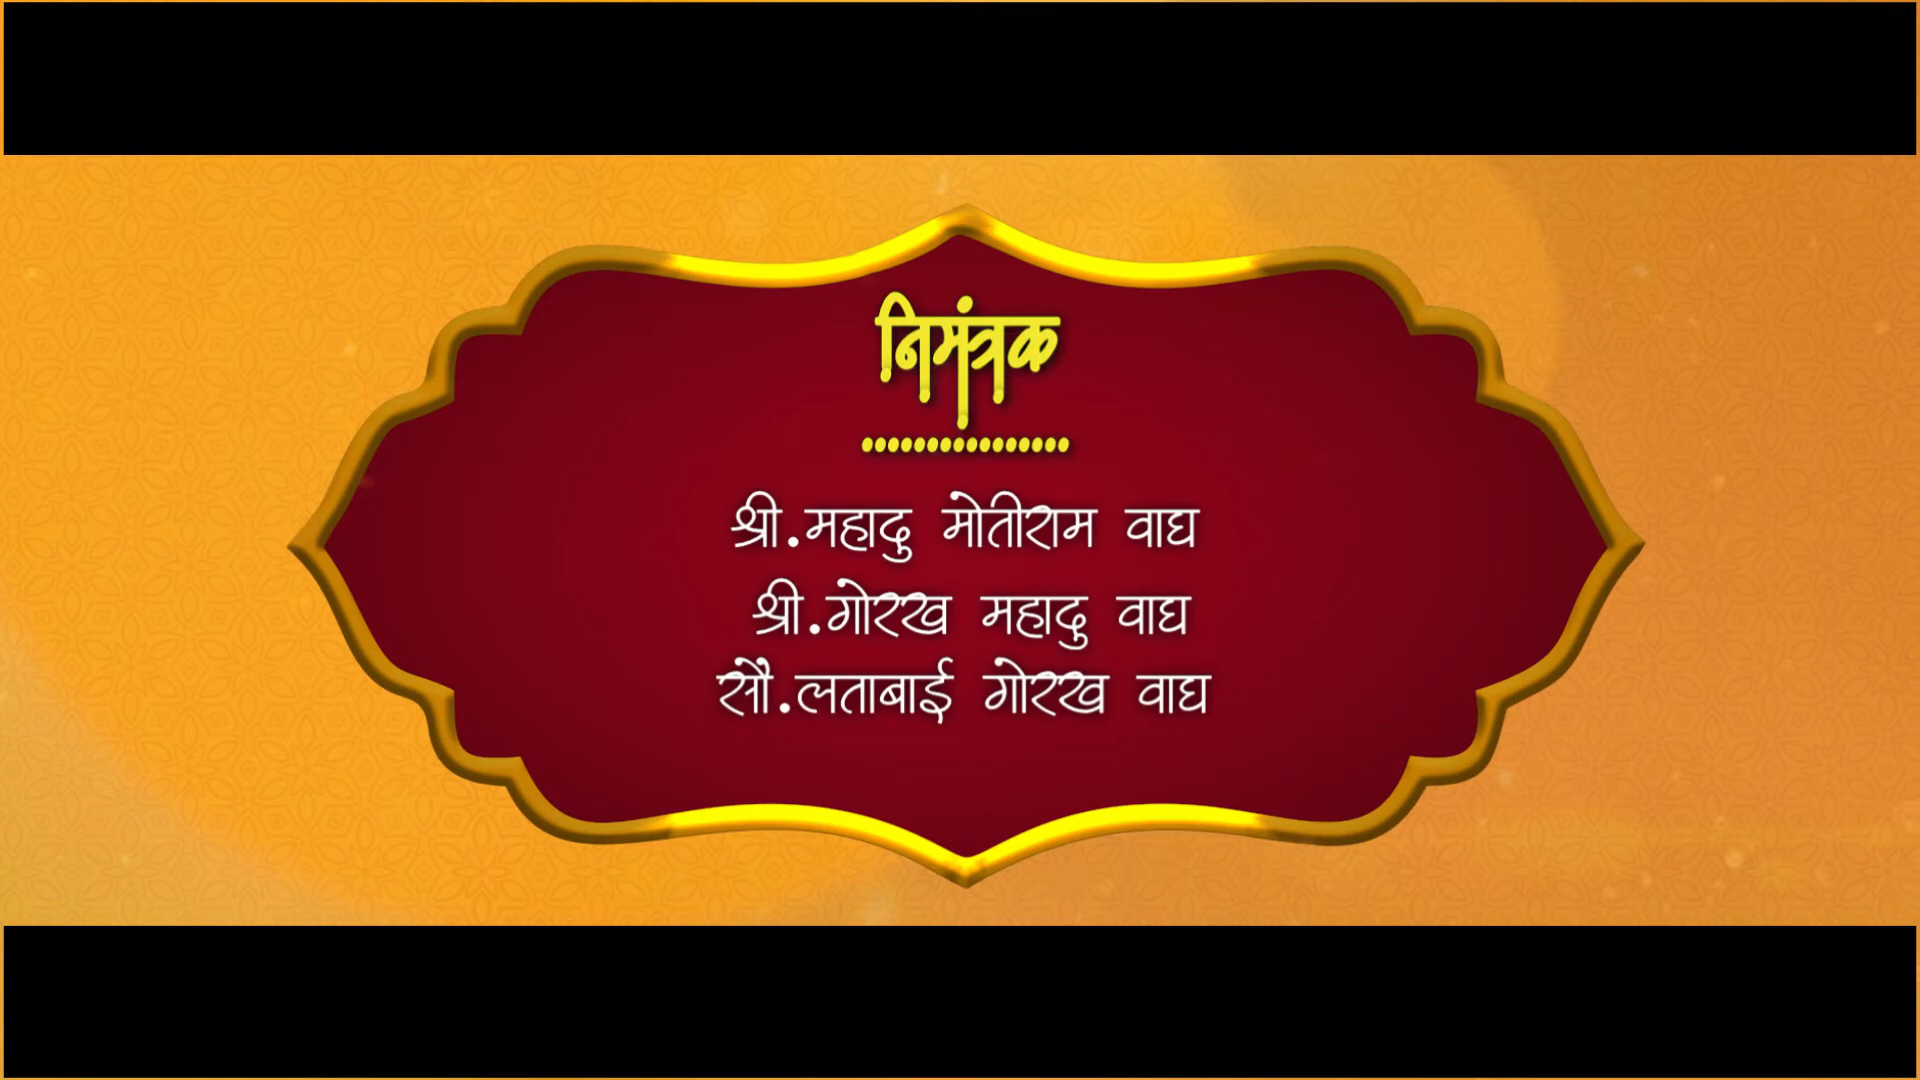 निमंत्रक
श्री.महादु मोतीराम वाघ
श्री.गोरख महादु वाघ
सौ.लताबाई गोरख वाघ